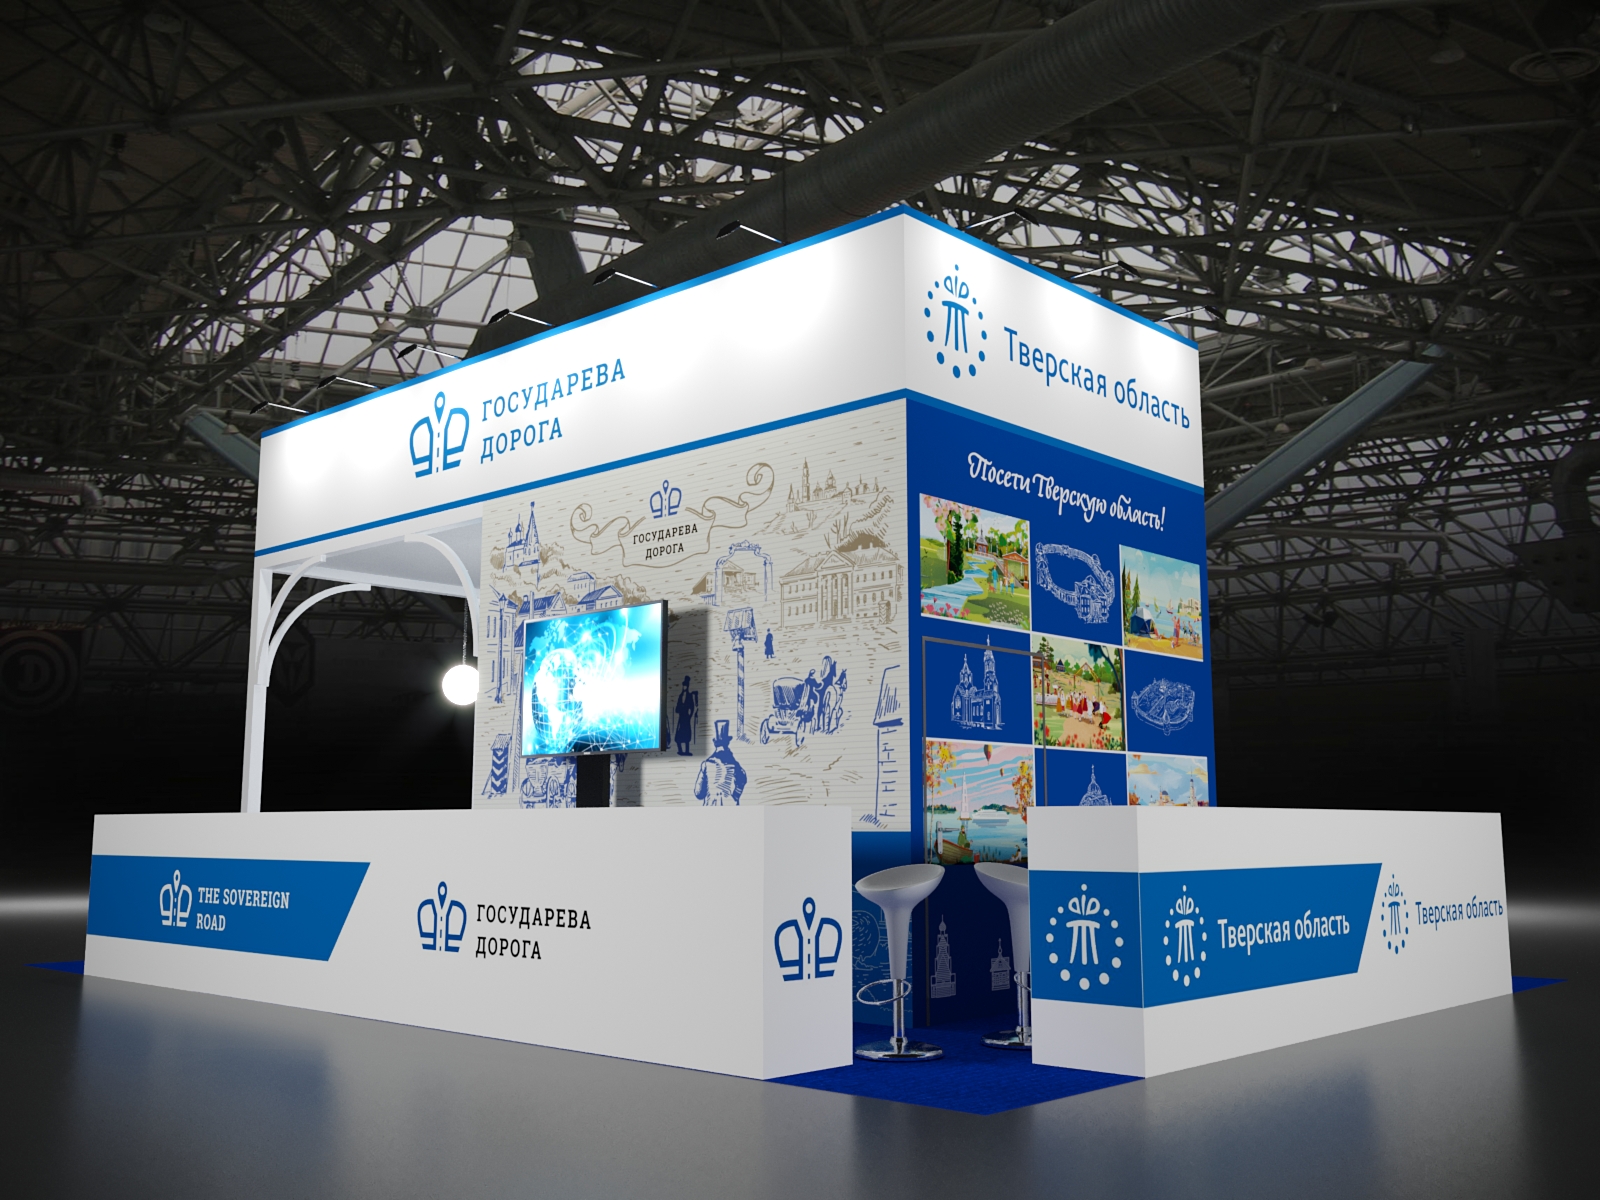 ГОСУДАРЕВА
ДОРОГА
Тверская область
Посети Тверскую область!
ГОСУДАРЕВА
ДОРОГА
THE SOVEREIGN
ROAD
ГОСУДАРЕВА
ДОРОГА
Тверская область
Тверская область